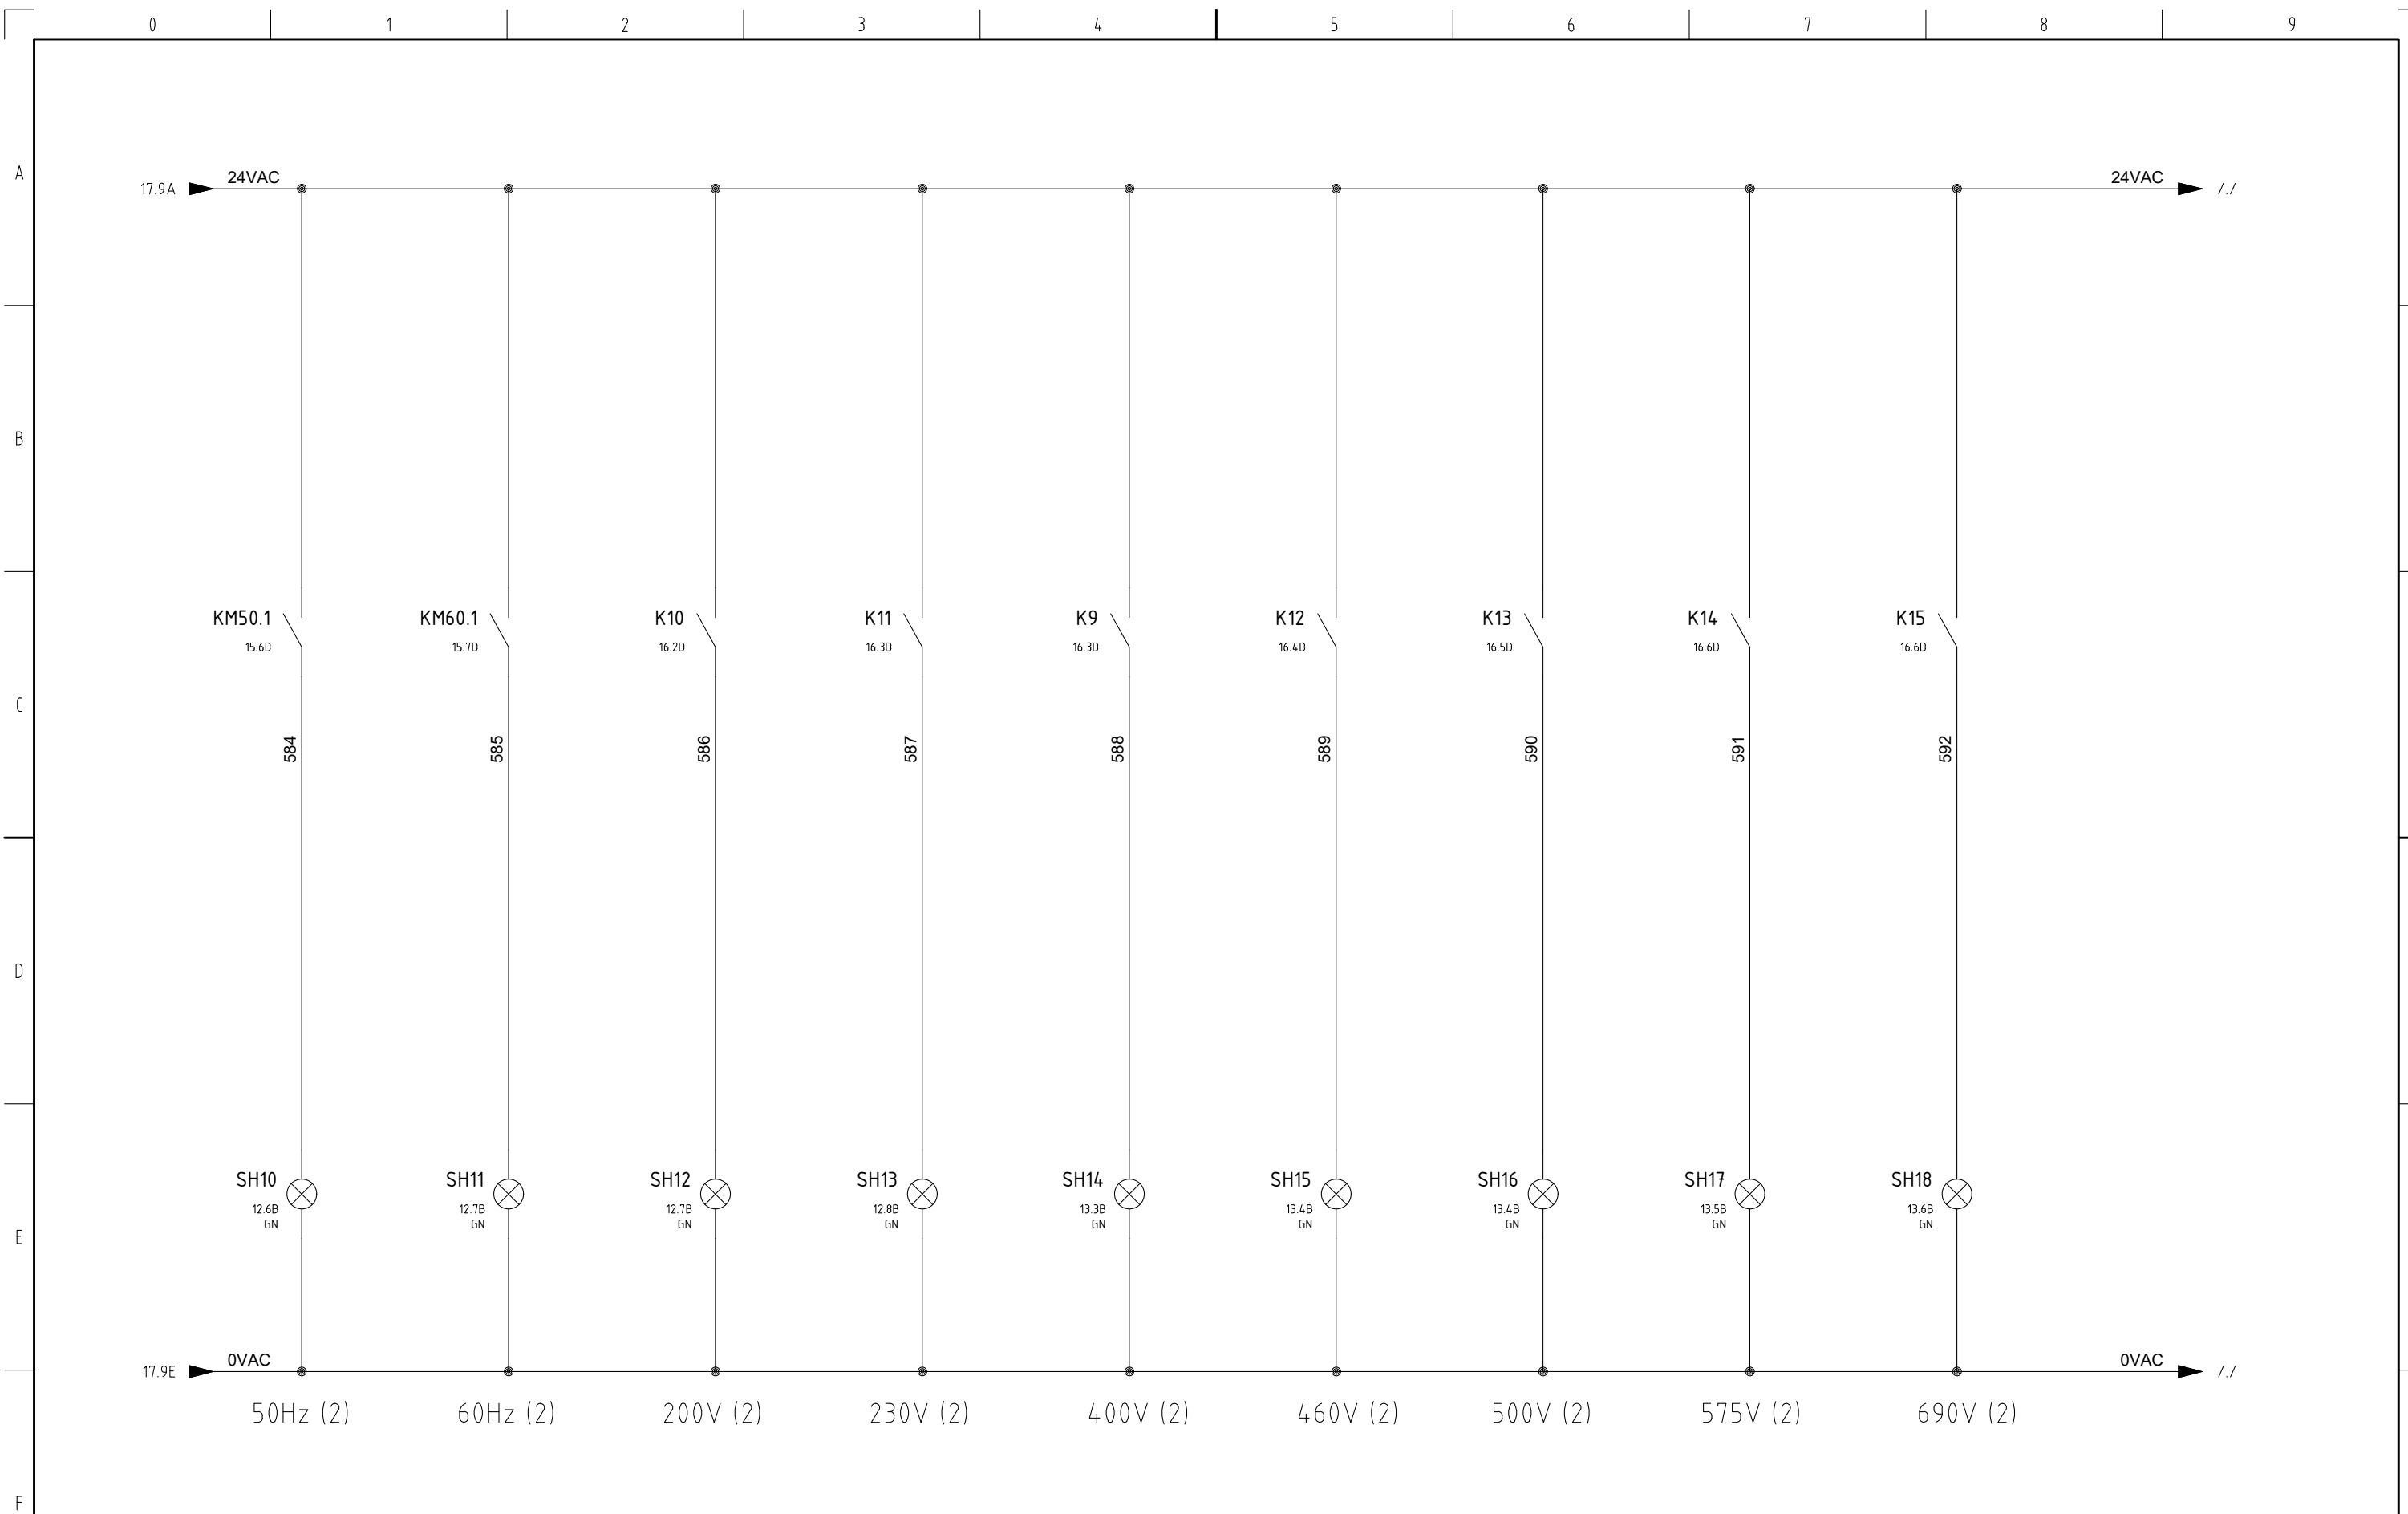 0 1 2 3 4 5 6 7 8 9
A
24VAC 24VAC
17.9A /./
B
KM50.1 KM60.1 K10 K11 K9 K12 K13 K14 K15
15.6D 15.7D 16.2D 16.3D 16.3D 16.4D 16.5D 16.6D 16.6D
C
584 585 586 587 588 589 590 591 592
D
SH10 SH11 SH12 SH13 SH14 SH15 SH16 SH17 SH18
12.6B 12.7B 12.7B 12.8B 13.3B 13.4B 13.4B 13.5B 13.6B
GN GN GN GN GN GN GN GN GN
E
0VAC 0VAC
17.9E /./
50Hz (2) 60Hz (2) 200V (2) 230V (2) 400V (2) 460V (2) 500V (2) 575V (2) 690V (2)
F